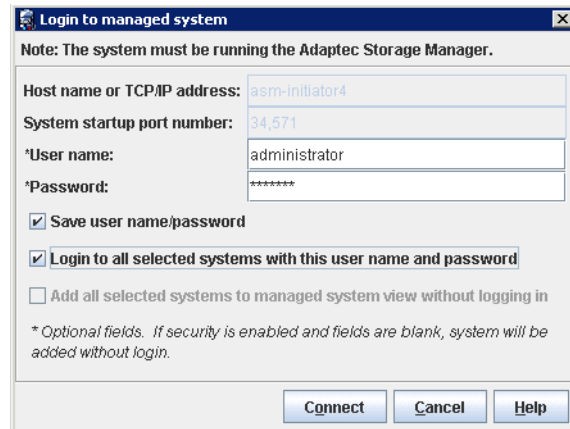 Login to managed system
Note: The system must be running the Adaptec Storage Manager.
Host name or TCP/IP address: asm-initiator4
System startup port number: 34,571
*User name: administrator
*Password: *******
Save user name/password
Login to all selected systems with this user name and password
Add all selected systems to managed system view without logging in
* Optional fields. If security is enabled and fields are blank, system will be
added without login.
Connect Cancel Help